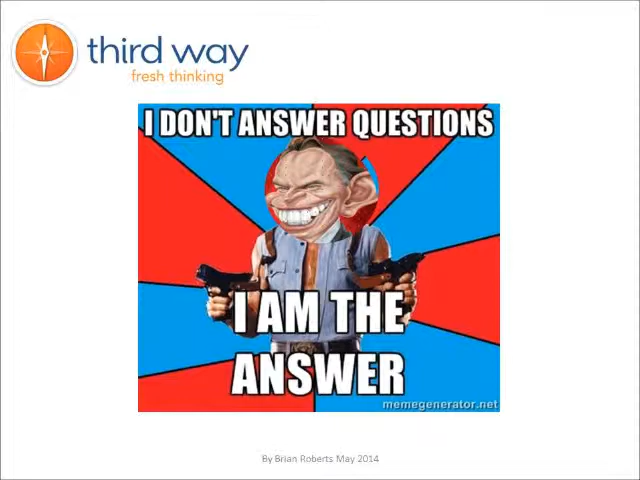 third way
fresh thinking
I DON'T ANSWER QUESTIONS
I AM THE
ANSWER
memegenerator.net
By Brian Roberts May 2014